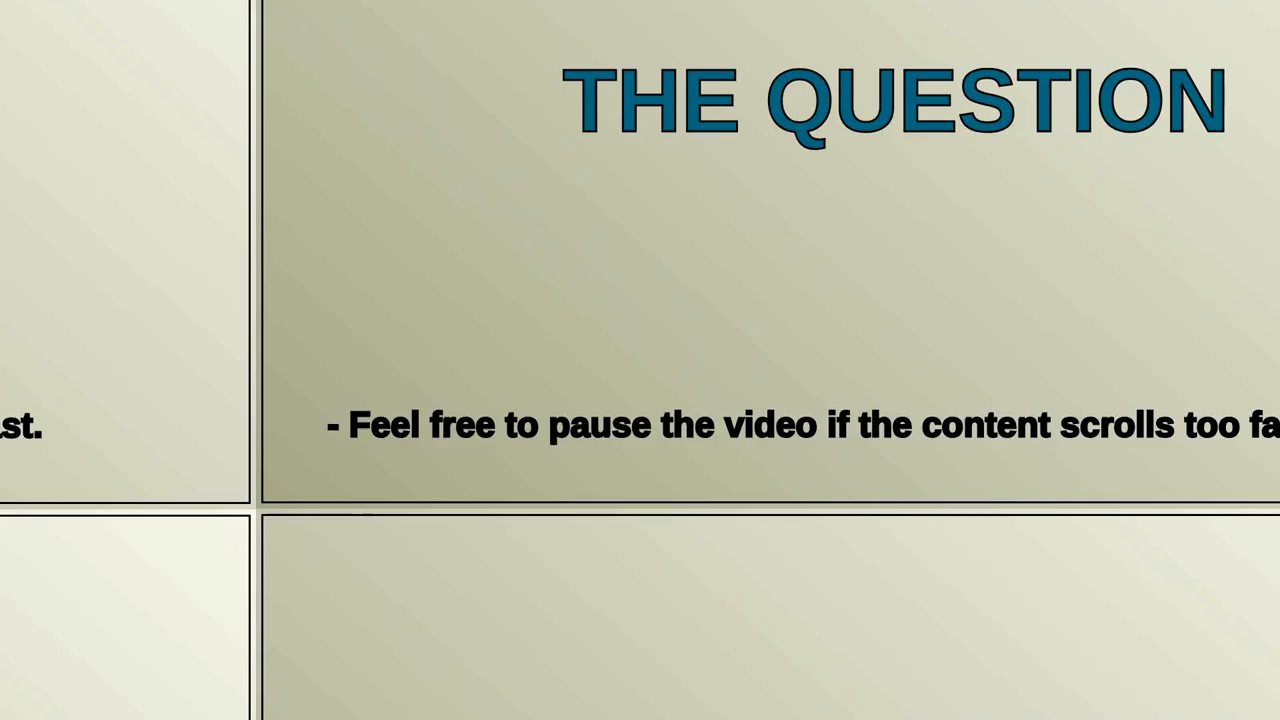 THE QUESTION
st.
- Feel free to pause the video if the content scrolls too fa